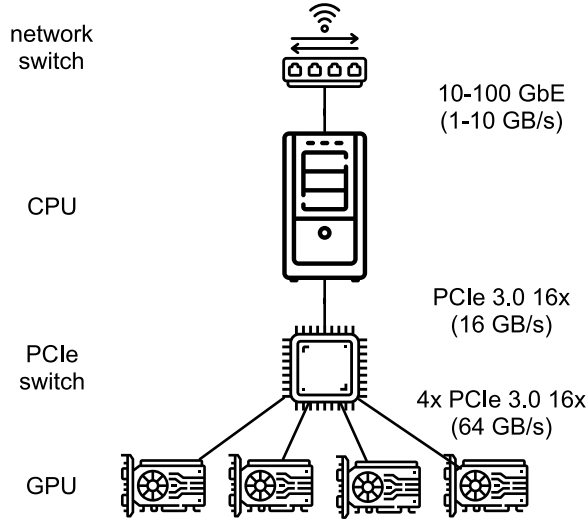 network
switch
10-100 GbE
(1-10 GB/s)
CPU
PCIe 3.0 16x
(16 GB/s)
PCIe
switch
4x PCIe 3.0 16x
(64 GB/s)
GPU